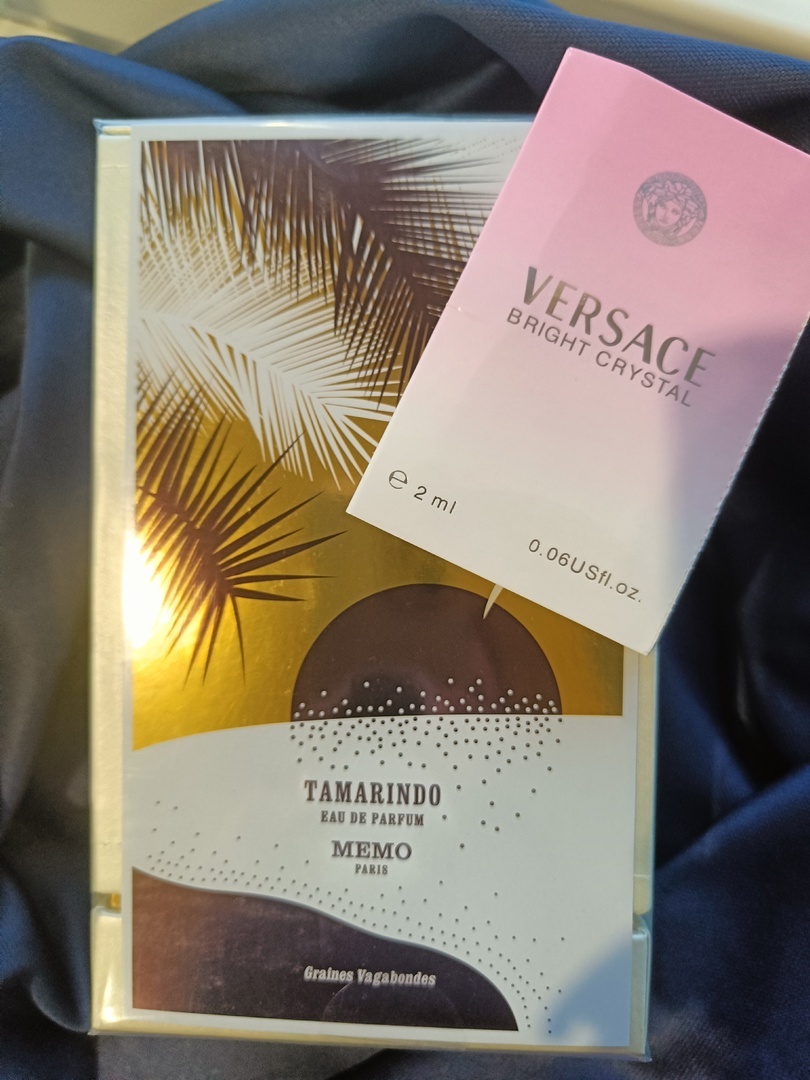 VERSACE
BRIGHT CRYSTAL
℮ 2 ml
0.06USfl.oz.
TAMARINDO
EAU DE PARFUM
MEMO
PARIS
Graines Vagabondes